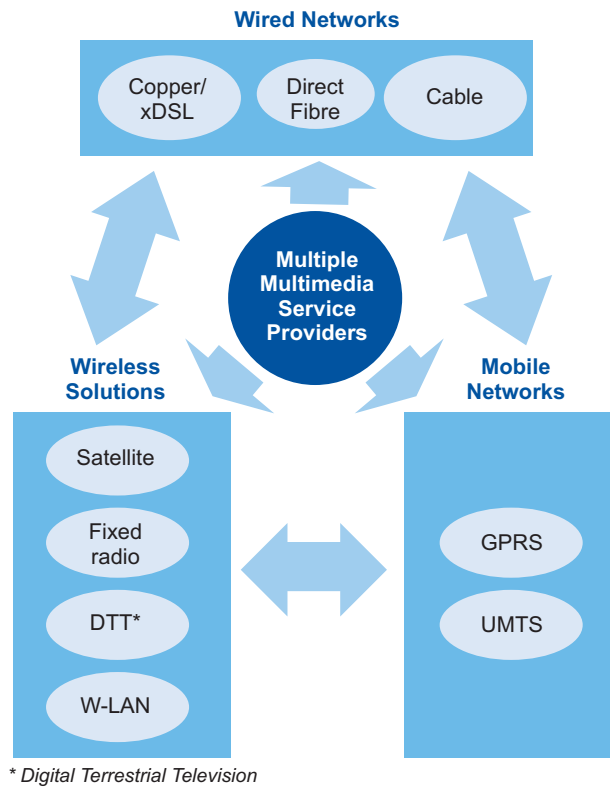 Wired Networks
Copper/
xDSL
Direct
Fibre
Cable
Multiple
Multimedia
Service
Providers
Wireless
Solutions
Mobile
Networks
Satellite
Fixed
radio
DTT*
W-LAN
GPRS
UMTS
* Digital Terrestrial Television